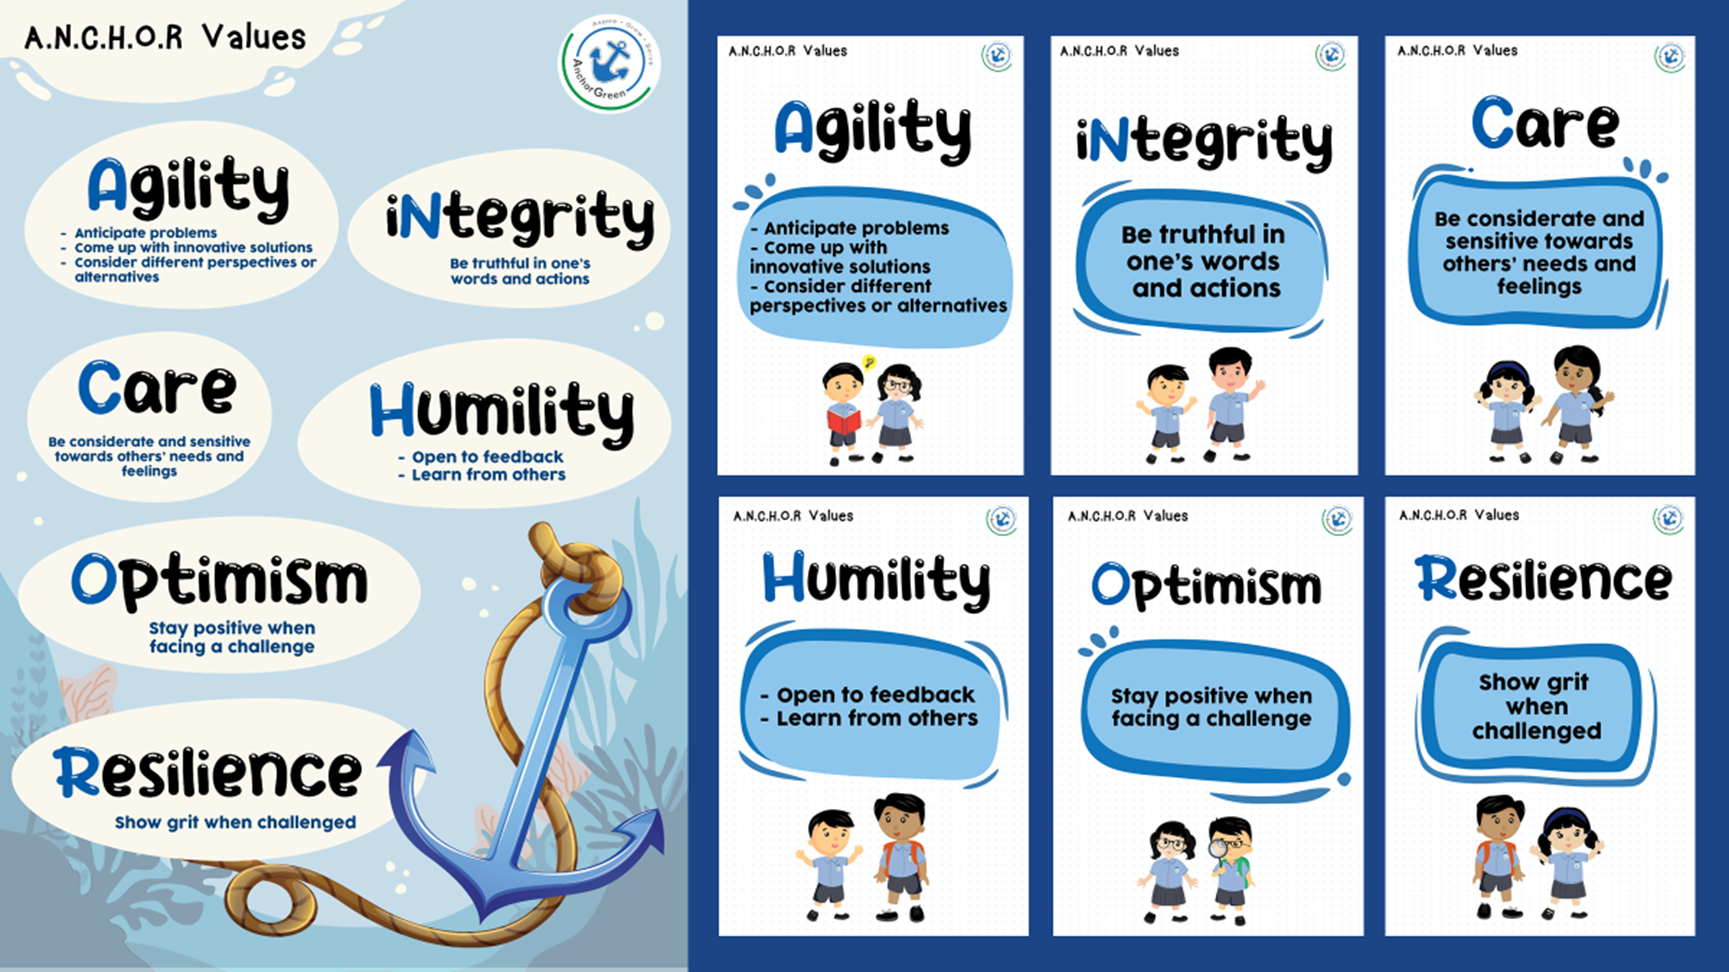 A.N.C.H.O.R Values
Aspire • Grow • Serve
AnchorGreen
Agility
- Anticipate problems
- Come up with innovative solutions
- Consider different perspectives or
alternatives
iNtegrity
Be truthful in one's
words and actions
Care
Be considerate and sensitive
towards others' needs and
feelings
Humility
- Open to feedback
- Learn from others
Optimism
Stay positive when
facing a challenge
Resilience
Show grit when challenged
A.N.C.H.O.R Values
Agility
- Anticipate problems
- Come up with
innovative solutions
- Consider different
perspectives or alternatives
A.N.C.H.O.R Values
iNtegrity
Be truthful in
one's words
and actions
A.N.C.H.O.R Values
Care
Be considerate and
sensitive towards
others' needs and
feelings
A.N.C.H.O.R Values
Humility
- Open to feedback
- Learn from others
A.N.C.H.O.R Values
Optimism
Stay positive when
facing a challenge
A.N.C.H.O.R Values
Resilience
Show grit
when
challenged